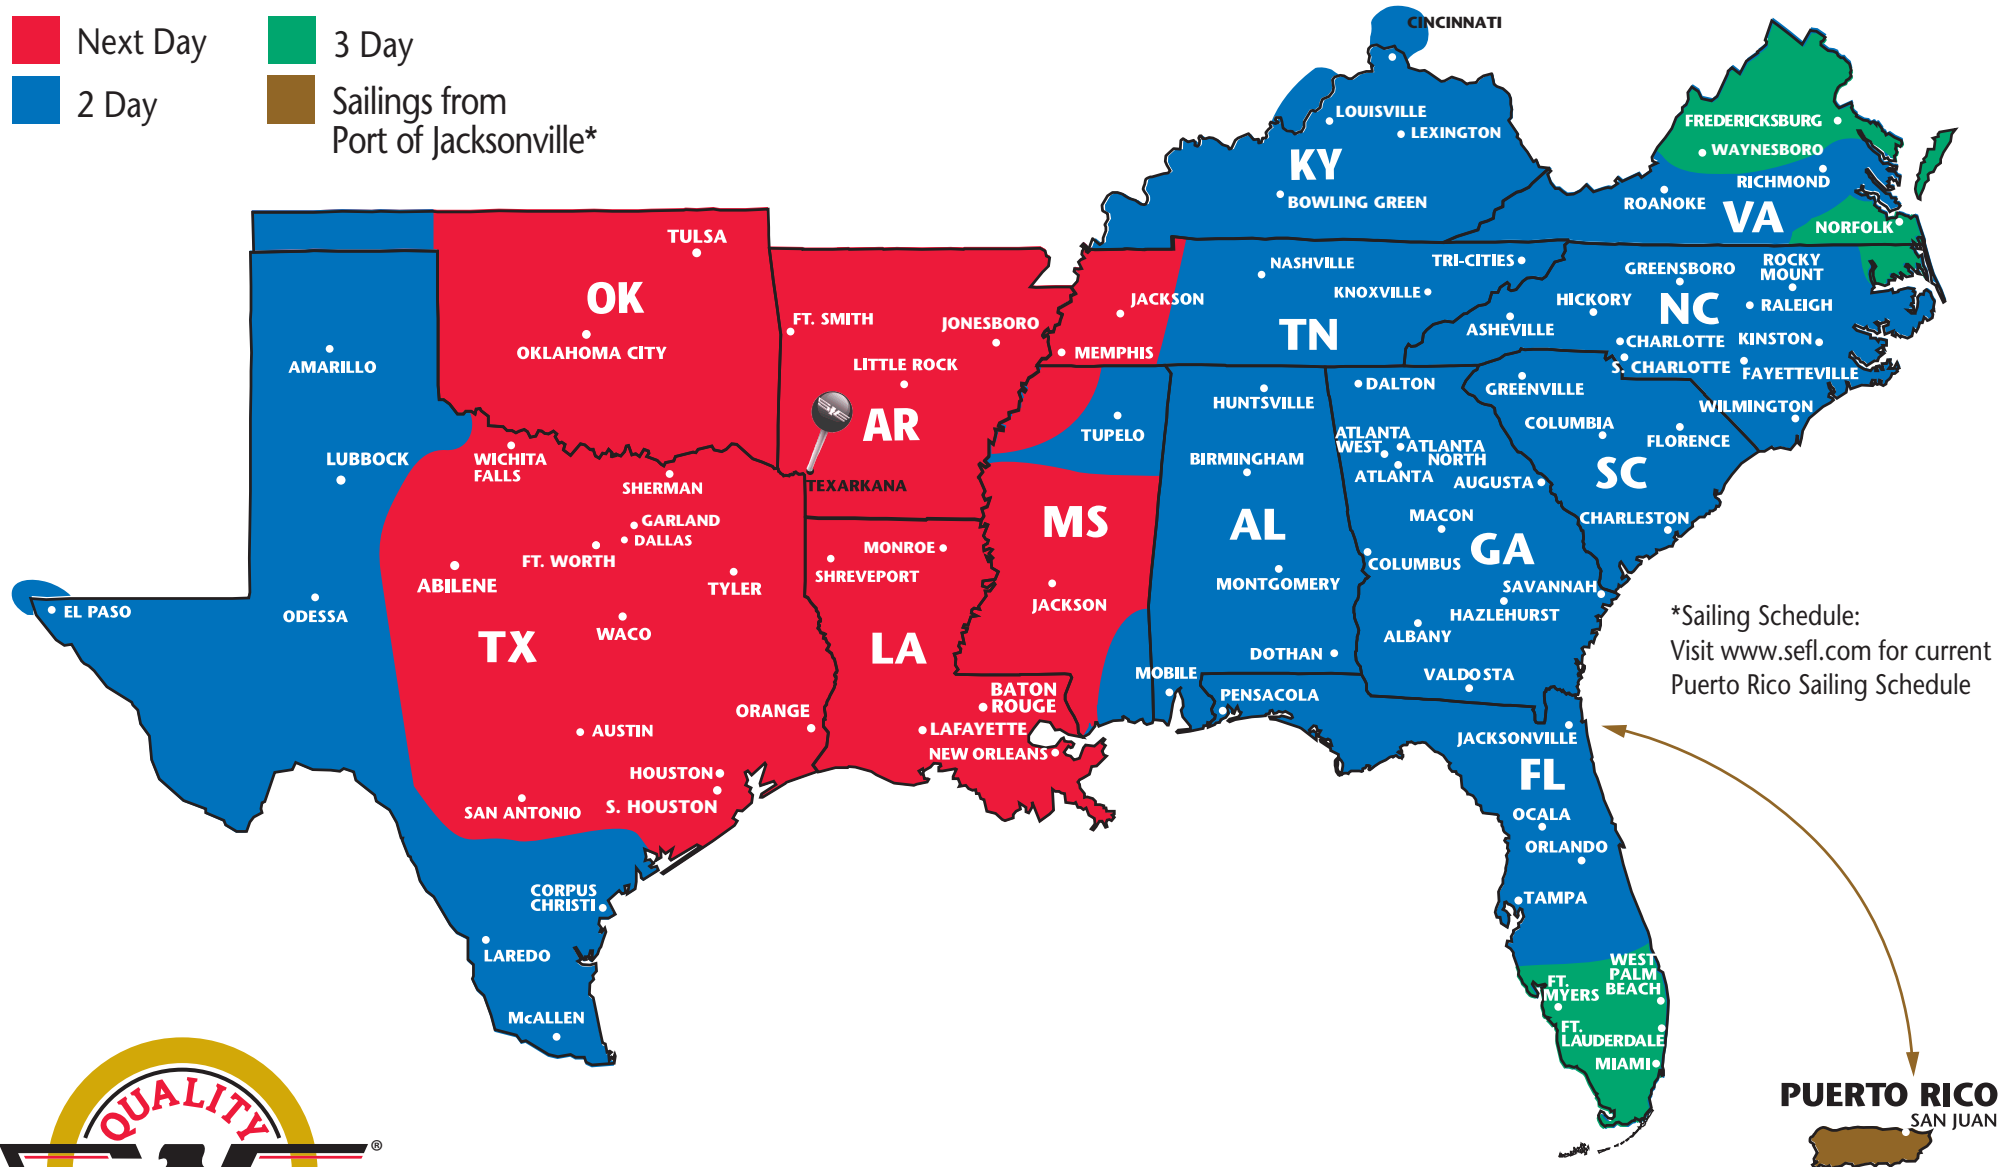 Next Day
3 Day
2 Day
Sailings from
Port of Jacksonville*
CINCINNATI
LOUISVILLE
LEXINGTON
KY
BOWLING GREEN
FREDERICKSBURG
WAYNESBORO
RICHMOND
ROANOKE
VA
NORFOLK
TULSA
OK
OKLAHOMA CITY
FT. SMITH
JONESBORO
LITTLE ROCK
AR
TEXARKANA
JACKSON
MEMPHIS
NASHVILLE
TRI-CITIES
KNOXVILLE
TN
GREENSBORO
ROCKY
MOUNT
HICKORY
NC
RALEIGH
ASHEVILLE
CHARLOTTE
KINSTON
S. CHARLOTTE
FAYETTEVILLE
WILMINGTON
AMARILLO
LUBBOCK
WICHITA
FALLS
SHERMAN
GARLAND
DALLAS
FT. WORTH
ABILENE
TYLER
EL PASO
ODESSA
WACO
TX
AUSTIN
ORANGE
HOUSTON
S. HOUSTON
SAN ANTONIO
CORPUS
CHRISTI
LAREDO
McALLEN
MONROE
SHREVEPORT
LA
BATON
ROUGE
LAFAYETTE
NEW ORLEANS
TUPELO
MS
JACKSON
HUNTSVILLE
BIRMINGHAM
AL
MONTGOMERY
DOTHAN
MOBILE
DALTON
ATLANTA
WEST
ATLANTA
NORTH
ATLANTA
AUGUSTA
MACON
GA
COLUMBUS
SAVANNAH
HAZLEHURST
ALBANY
VALDOSTA
GREENVILLE
COLUMBIA
FLORENCE
SC
CHARLESTON
PENSACOLA
JACKSONVILLE
FL
OCALA
ORLANDO
TAMPA
WEST
PALM
BEACH
FT.
MYERS
FT.
LAUDERDALE
MIAMI
*Sailing Schedule:
Visit www.sefl.com for current
Puerto Rico Sailing Schedule
PUERTO RICO
SAN JUAN
QUALITY
®